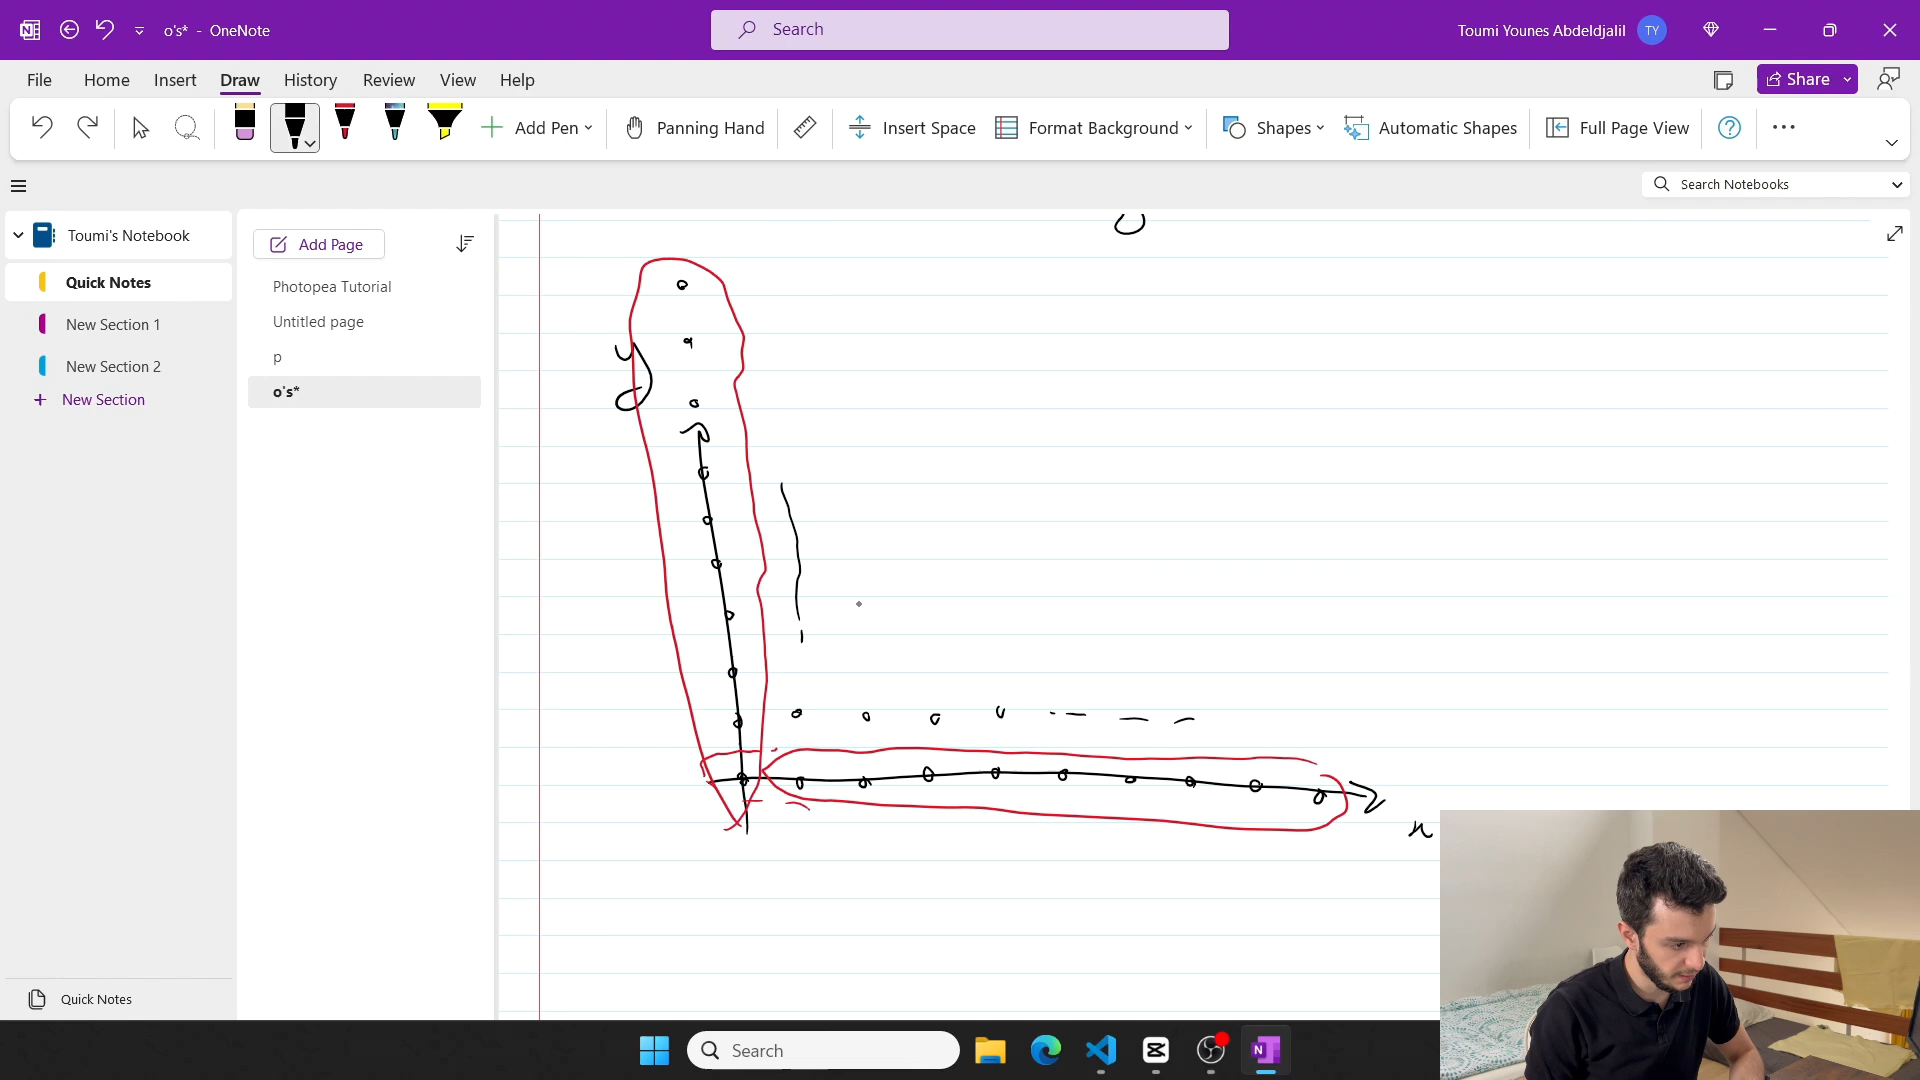 o's* - OneNote
Search
Toumi Younes Abdeldjalil TY
File Home Insert Draw History Review View Help
Share
Add Pen Panning Hand Insert Space Format Background Shapes Automatic Shapes Full Page View
Search Notebooks
Toumi's Notebook
Add Page
Quick Notes
Photopea Tutorial
New Section 1
Untitled page
New Section 2
p
New Section
o's*
y
x
Quick Notes
Search